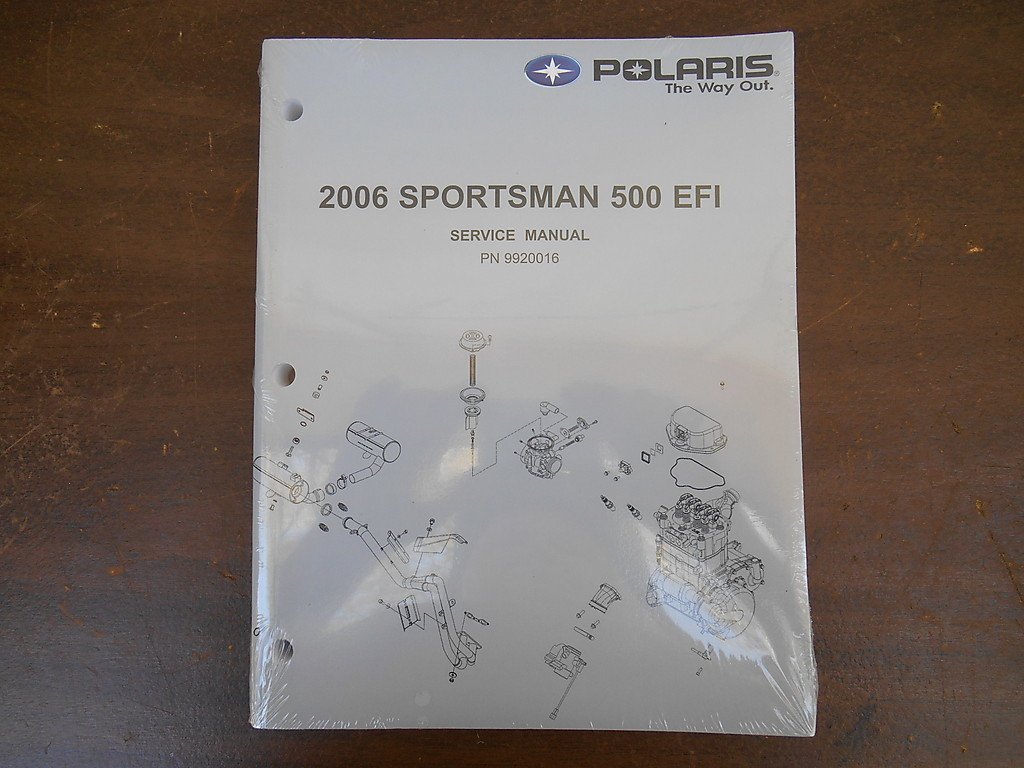 POLARIS®
The Way Out.
2006 SPORTSMAN 500 EFI
SERVICE MANUAL
PN 9920016